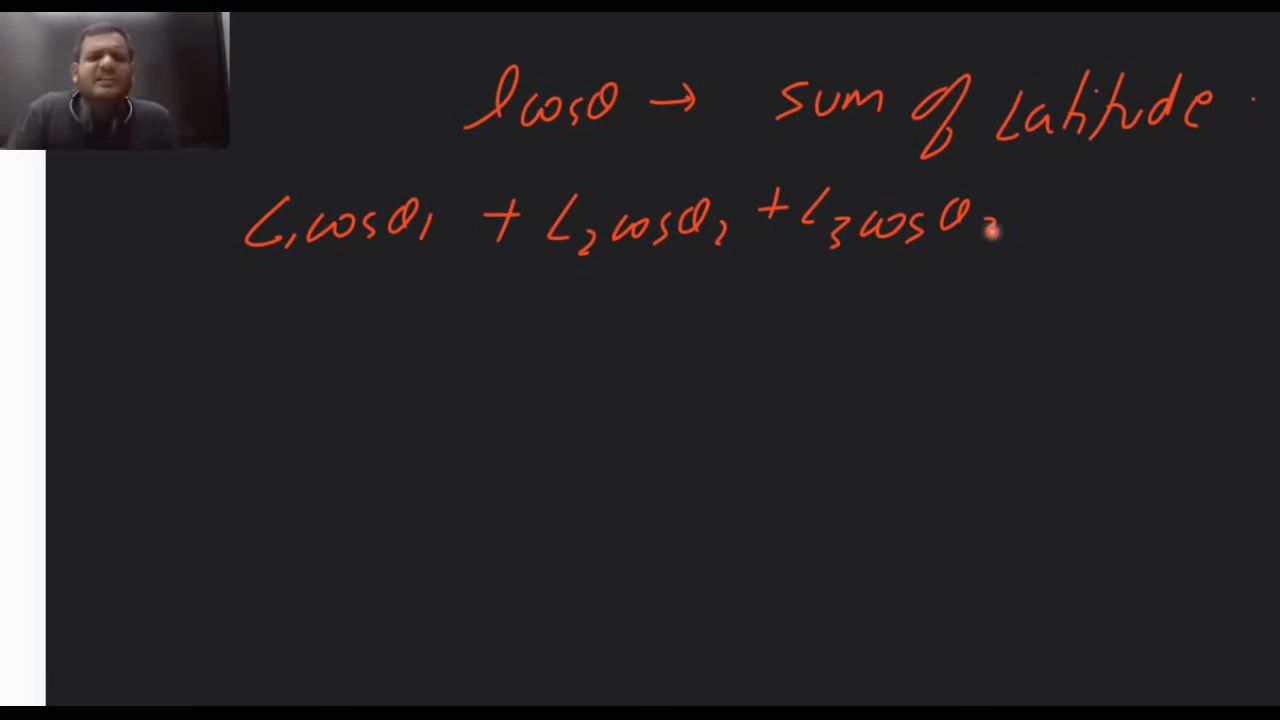 lcosθ → sum of Latitude.
L₁cosθ₁ + L₂cosθ₂ + L₃cosθ₃